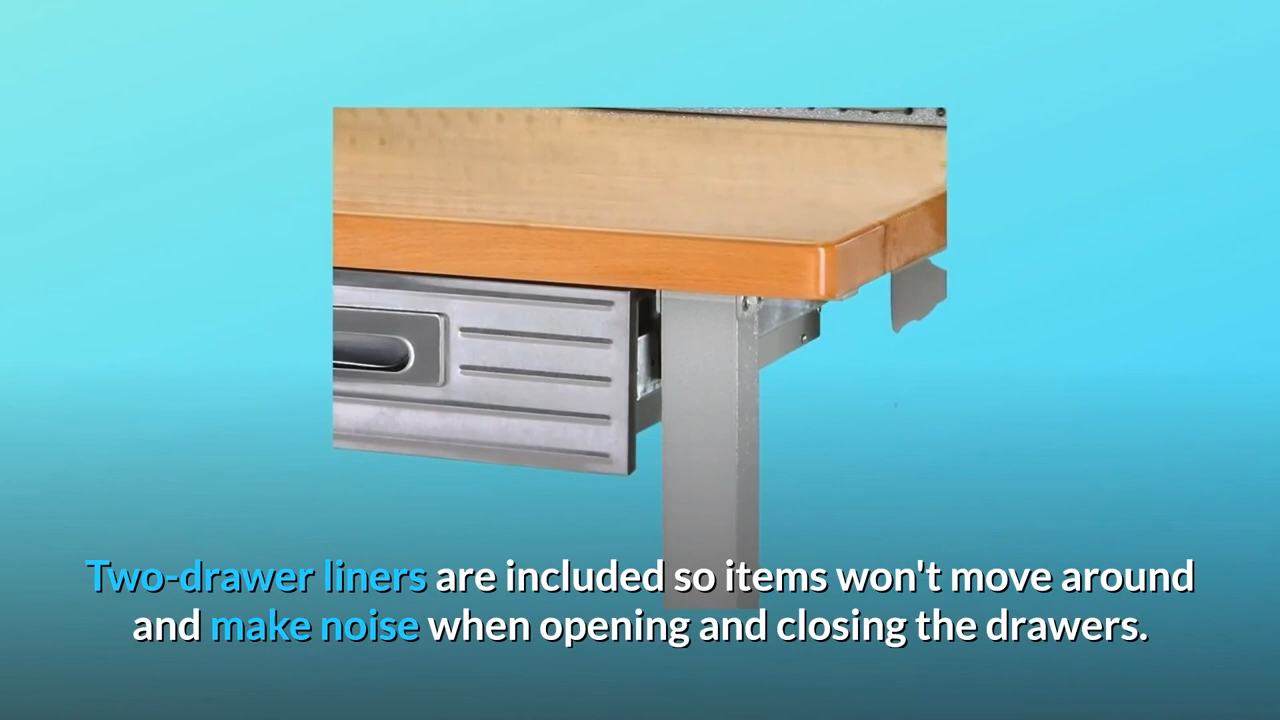 Two-drawer liners are included so items won't move around
and make noise when opening and closing the drawers.